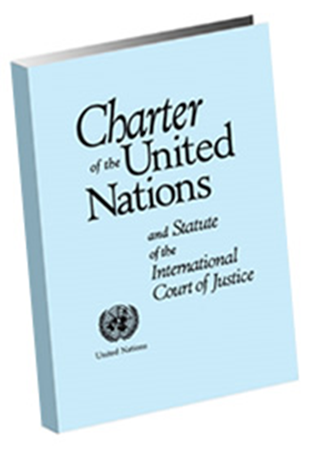 Charter
of the United
Nations
and Statute
of the
International
Court of Justice
United Nations